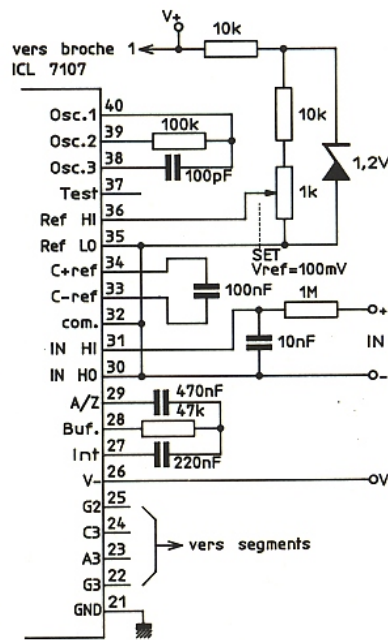 V+
10k
vers broche 1
ICL 7107
10k
1,2V
1k
SET
Vref=100mV
Osc.1 40
Osc.2 39 100k
Osc.3 38 100pF
Test 37
Ref HI 36
Ref LO 35
C+ref 34
C-ref 33 100nF
com. 32
IN HI 31
IN HO 30
1M
+
10nF
IN
-
A/Z 29 470nF
Buf. 28 47k
Int 27 220nF
V- 26
V-
G2 25
C3 24
A3 23
G3 22
vers segments
GND 21